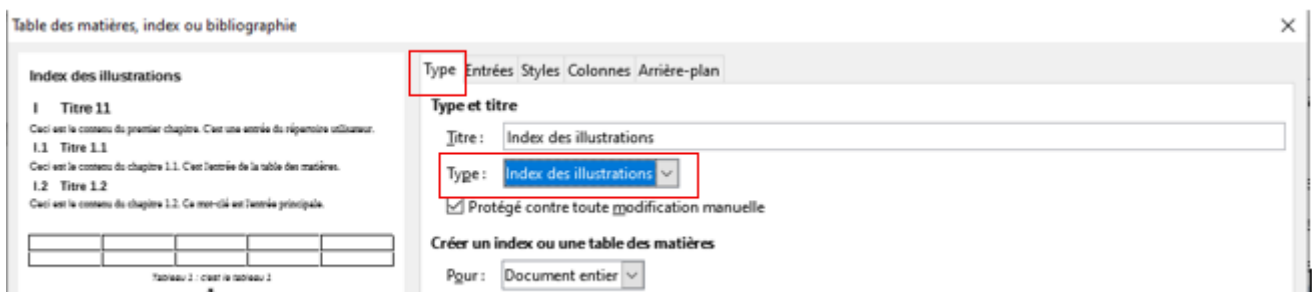 Table des matières, index ou bibliographie
Index des illustrations
I Titre 11
Ceci est le contenu du premier chapitre. C'est une entrée du répertoire utilisateur.
I.1 Titre 1.1
Ceci est le contenu du chapitre 1.1. C'est l'entrée de la table des matières.
I.2 Titre 1.2
Ceci est le contenu du chapitre 1.2. Ce mot-clé est l'entrée principale.
Tableau 1 : c'est le tableau 1
Type Entrées Styles Colonnes Arrière-plan
Type et titre
Titre : Index des illustrations
Type : Index des illustrations
Protégé contre toute modification manuelle
Créer un index ou une table des matières
Pour : Document entier